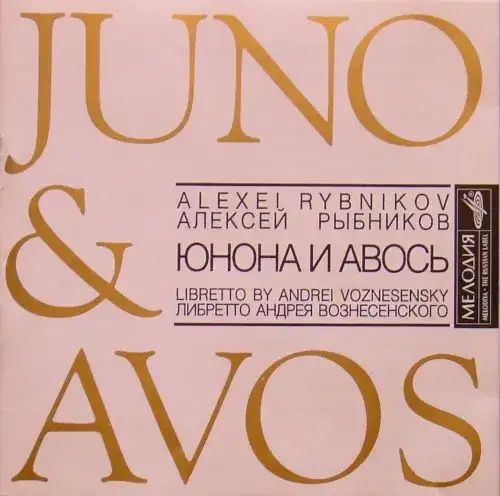 JUNO
&
AVOS
ALEXEI RYBNIKOV
АЛЕКСЕЙ РЫБНИКОВ
ЮНОНА И АВОСЬ
LIBRETTO BY ANDREI VOZNESENSKY
ЛИБРЕТТО АНДРЕЯ ВОЗНЕСЕНСКОГО
МЕЛОДИЯ
MELODIYA • THE RUSSIAN LABEL